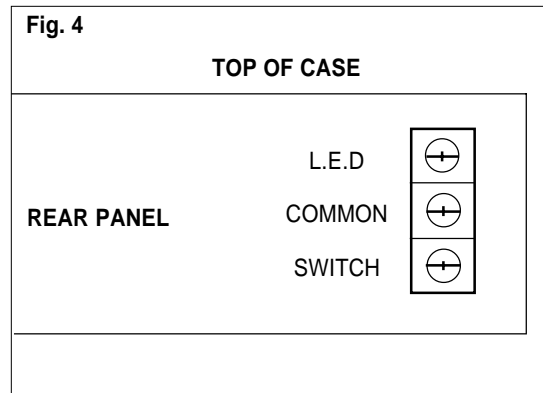 Fig. 4
TOP OF CASE
L.E.D
REAR PANEL
COMMON
SWITCH